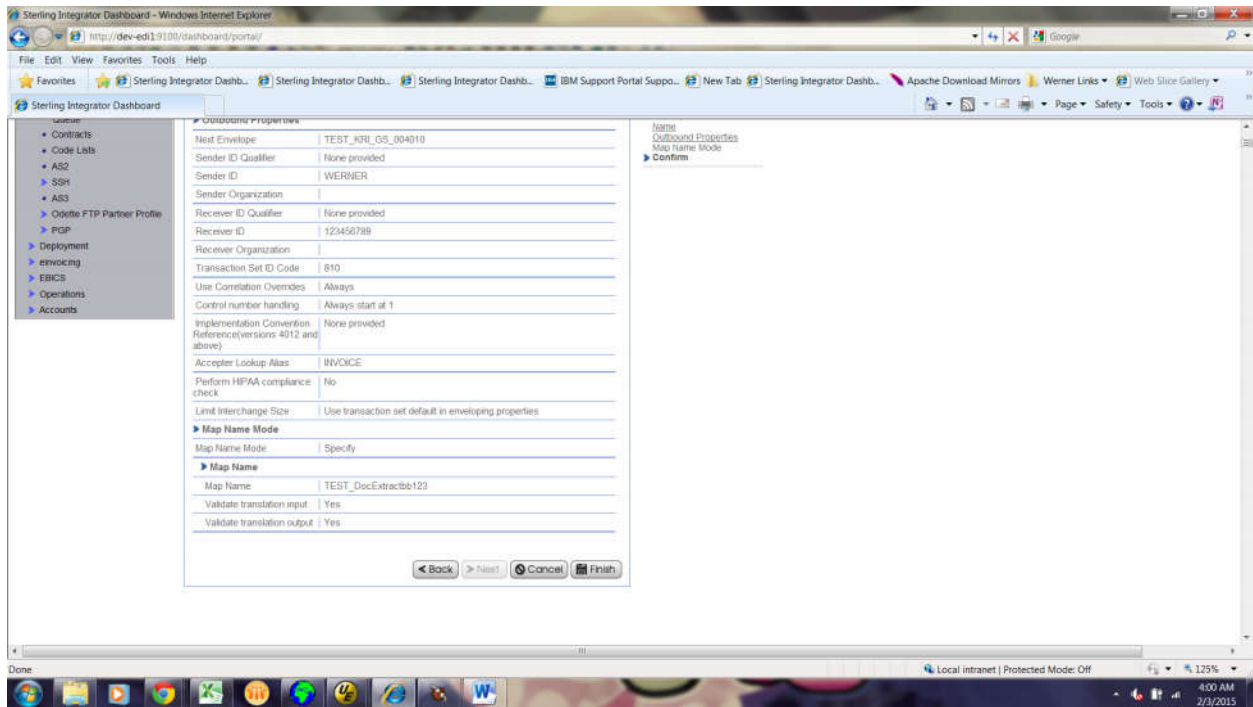 Sterling Integrator Dashboard - Windows Internet Explorer
http://dev-edi1:9100/dashboard/portal/
Google
File Edit View Favorites Tools Help
Favorites Sterling Integrator Dashb... Sterling Integrator Dashb... Sterling Integrator Dashb... IBM Support Portal Suppo... New Tab Sterling Integrator Dashb... Apache Download Mirrors Werner Links Web Slice Gallery
Sterling Integrator Dashboard
Page Safety Tools
Queue
Contracts
Code Lists
AS2
SSH
AS3
Odette FTP Partner Profile
PGP
Deployment
einvoicing
EBICS
Operations
Accounts
Outbound Properties
Next Envelope TEST_KRI_GS_004010
Sender ID Qualifier None provided
Sender ID WERNER
Sender Organization
Receiver ID Qualifier None provided
Receiver ID 123456789
Receiver Organization
Transaction Set ID Code 810
Use Correlation Overrides Always
Control number handling Always start at 1
Implementation Convention None provided
Reference(versions 4012 and
above)
Accepter Lookup Alias INVOICE
Perform HIPAA compliance No
check
Limit Interchange Size Use transaction set default in enveloping properties
Map Name Mode
Map Name Mode Specify
Map Name
Map Name TEST_DocExtractbb123
Validate translation input Yes
Validate translation output Yes
Back Next Cancel Finish
Name
Outbound Properties
Map Name Mode
Confirm
Done
Local intranet | Protected Mode: Off
125%
4:00 AM
2/3/2015